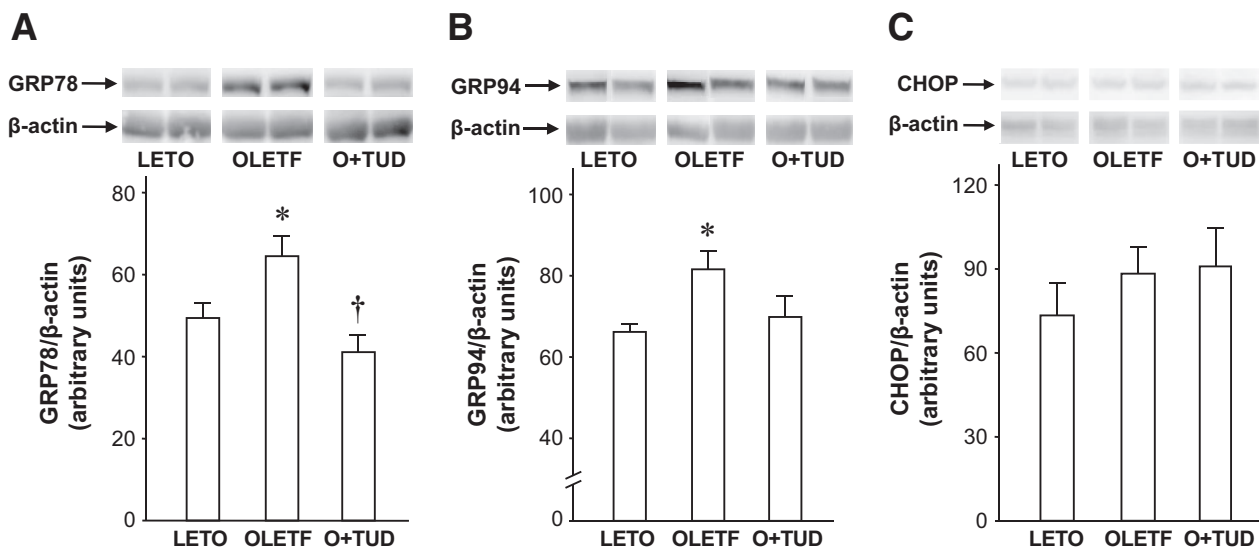 A
GRP78
β-actin
LETO OLETF O+TUD
GRP78/β-actin
(arbitrary units)
80
60
40
20
0
*
†
LETO OLETF O+TUD
B
GRP94
β-actin
LETO OLETF O+TUD
GRP94/β-actin
(arbitrary units)
100
80
60
40
0
*
LETO OLETF O+TUD
C
CHOP
β-actin
LETO OLETF O+TUD
CHOP/β-actin
(arbitrary units)
120
90
60
30
0
LETO OLETF O+TUD